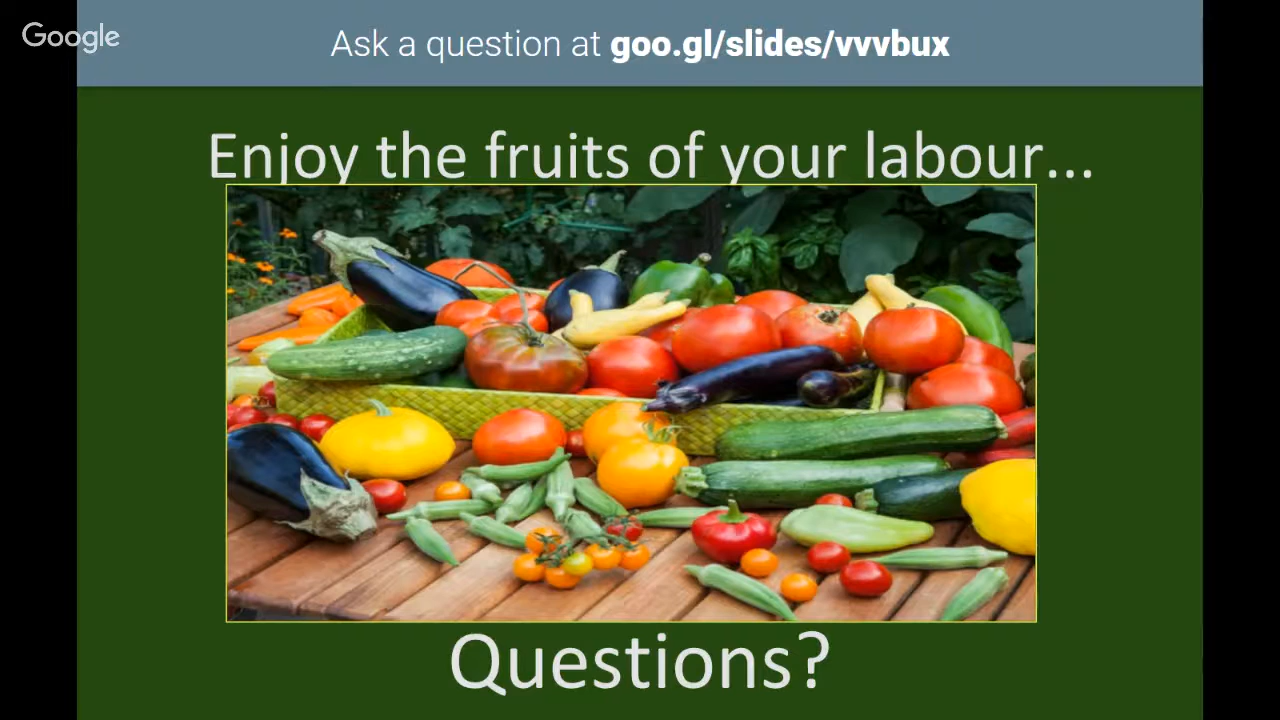 Google
Ask a question at goo.gl/slides/vvvbux
Enjoy the fruits of your labour...
Questions?